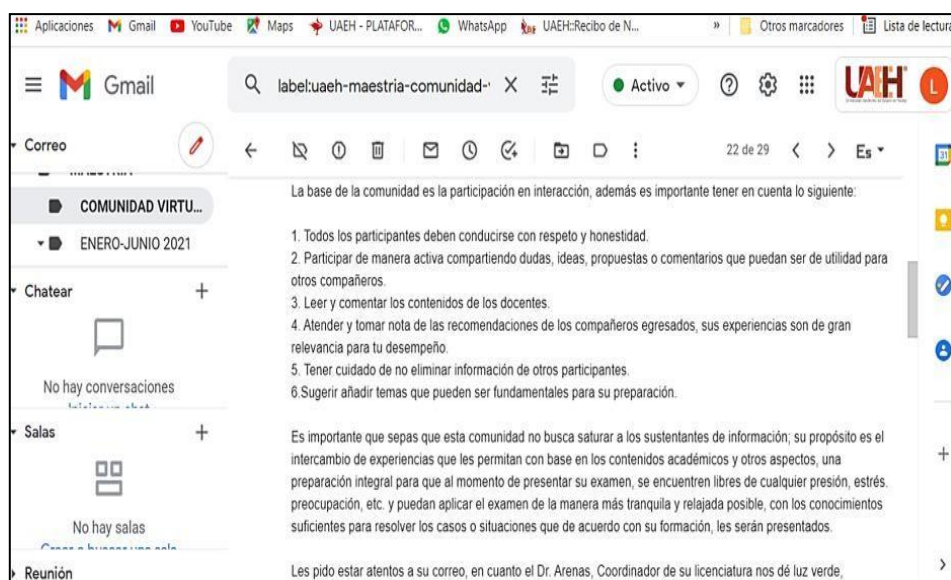 Aplicaciones Gmail YouTube Maps UAEH - PLATAFOR... WhatsApp UAEH::Recibo de N... » Otros marcadores Lista de lectura
Gmail
label:uaeh-maestria-comunidad-
Activo
UAEH
L
Correo
22 de 29
Es
MAESTRIA
COMUNIDAD VIRTU...
ENERO-JUNIO 2021
Chatear
No hay conversaciones
Iniciar un chat
Salas
No hay salas
Crear o buscar una sala
Reunión
La base de la comunidad es la participación en interacción, además es importante tener en cuenta lo siguiente:
1. Todos los participantes deben conducirse con respeto y honestidad.
2. Participar de manera activa compartiendo dudas, ideas, propuestas o comentarios que puedan ser de utilidad para
otros compañeros.
3. Leer y comentar los contenidos de los docentes.
4. Atender y tomar nota de las recomendaciones de los compañeros egresados, sus experiencias son de gran
relevancia para tu desempeño.
5. Tener cuidado de no eliminar información de otros participantes.
6.Sugerir añadir temas que pueden ser fundamentales para su preparación.
Es importante que sepas que esta comunidad no busca saturar a los sustentantes de información; su propósito es el
intercambio de experiencias que les permitan con base en los contenidos académicos y otros aspectos, una
preparación integral para que al momento de presentar su examen, se encuentren libres de cualquier presión, estrés.
preocupación, etc. y puedan aplicar el examen de la manera más tranquila y relajada posible, con los conocimientos
suficientes para resolver los casos o situaciones que de acuerdo con su formación, les serán presentados.
Les pido estar atentos a su correo, en cuanto el Dr. Arenas, Coordinador de su licenciatura nos dé luz verde,